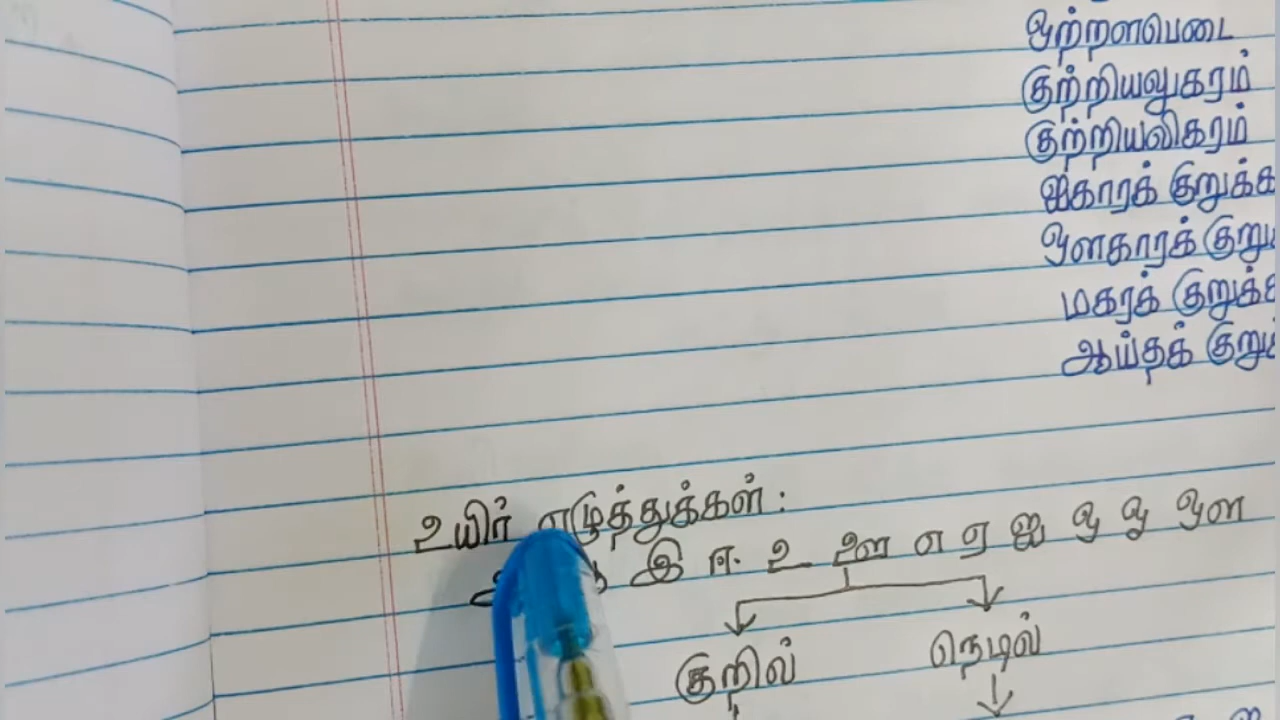 ஒற்றளபெடை
குற்றியலுகரம்
குற்றியலிகரம்
ஐகாரக்
ஔகாரக்
மகரக்
ஆய்தக்
உயிர் எழுத்துக்கள் :
இ ஈ உ ஊ எ ஏ ஐ ஒ ஓ ஔ
குறில் நெடில்